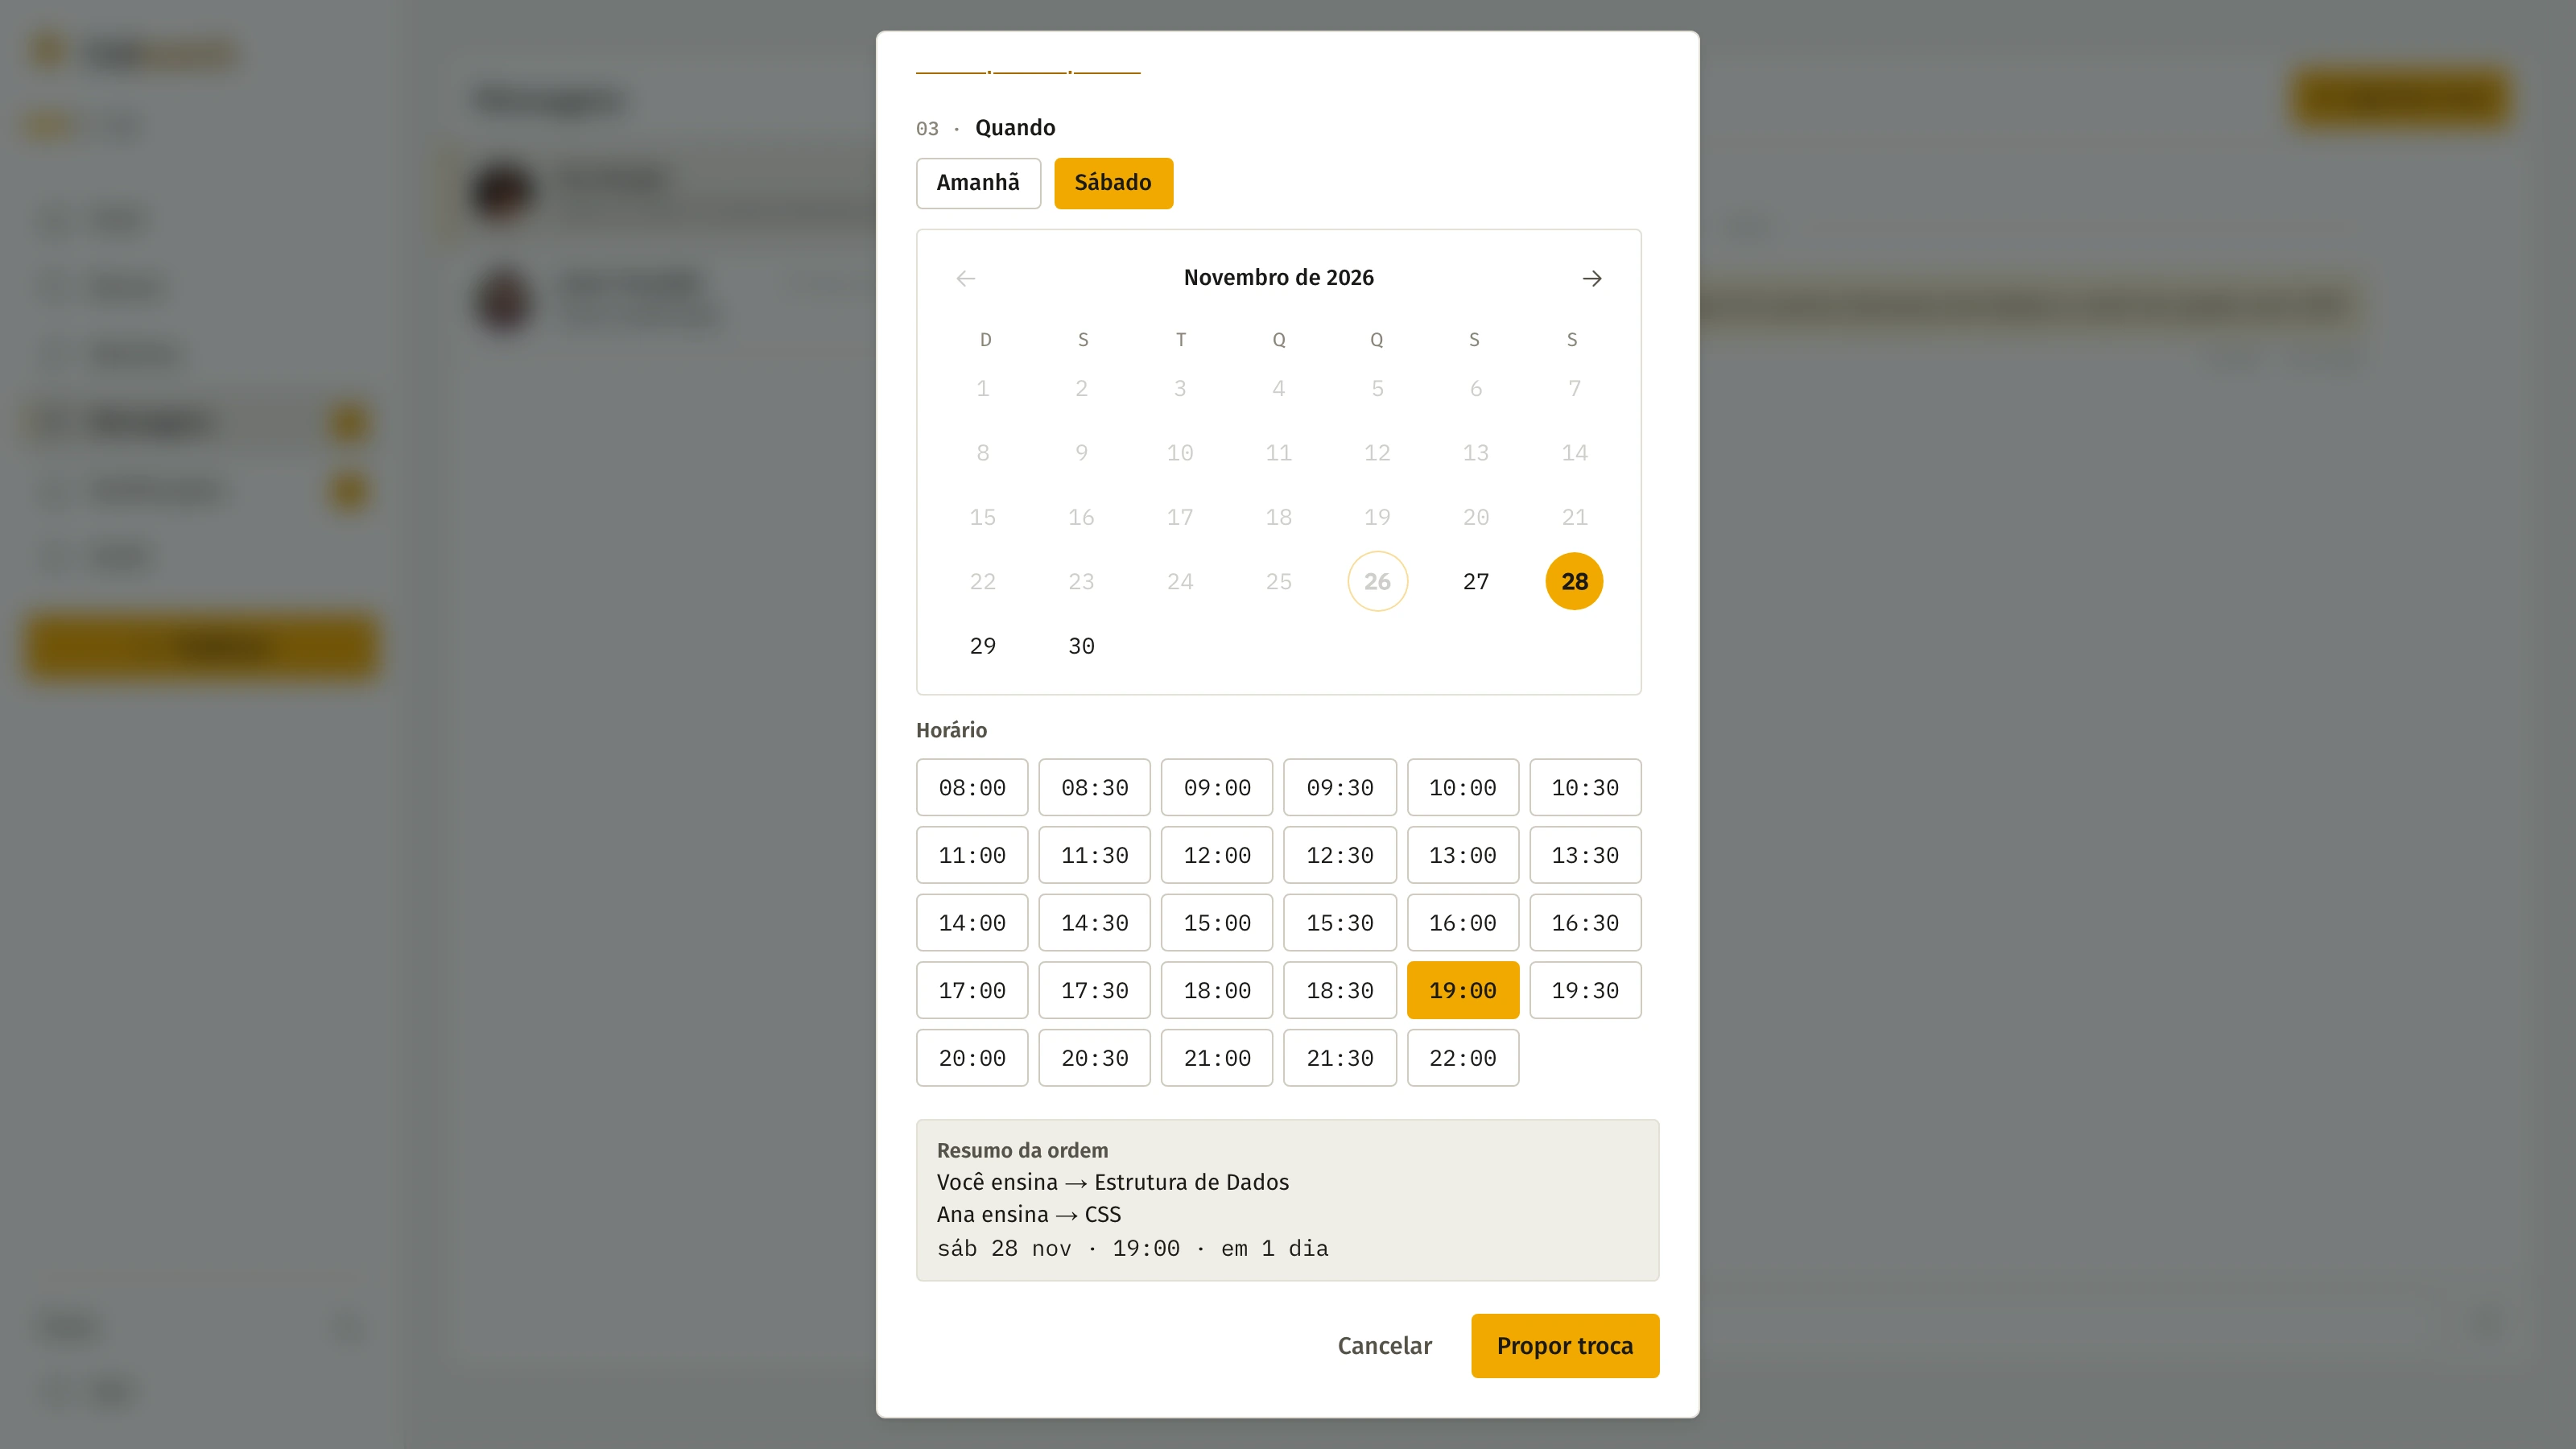 03 · Quando
Amanhã Sábado
← Novembro de 2026 →
D S T Q Q S S
1 2 3 4 5 6 7
8 9 10 11 12 13 14
15 16 17 18 19 20 21
22 23 24 25 26 27 28
29 30
Horário
08:00 08:30 09:00 09:30 10:00 10:30
11:00 11:30 12:00 12:30 13:00 13:30
14:00 14:30 15:00 15:30 16:00 16:30
17:00 17:30 18:00 18:30 19:00 19:30
20:00 20:30 21:00 21:30 22:00
Resumo da ordem
Você ensina → Estrutura de Dados
Ana ensina → CSS
sáb 28 nov · 19:00 · em 1 dia
Cancelar Propor troca